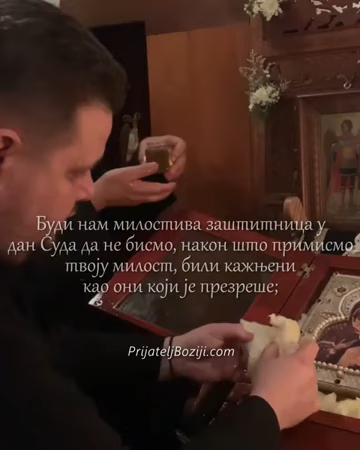 Буди нам милостива заштитница у
дан Суда да не бисмо, након што примисмо
твоју милост, били кажњени
као они који је презреше;
PrijateljBoziji.com